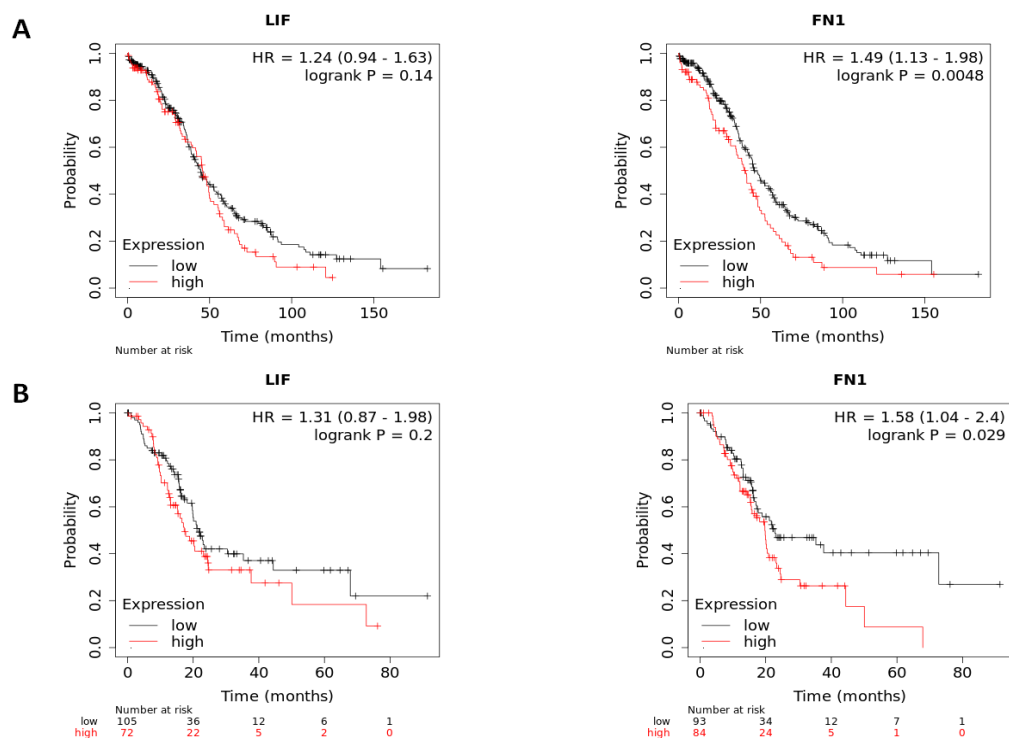 A
LIF
HR = 1.24 (0.94 - 1.63)
logrank P = 0.14
Probability
1.0
0.8
0.6
0.4
0.2
0.0
Expression
low
high
0 50 100 150
Time (months)
Number at risk
FN1
HR = 1.49 (1.13 - 1.98)
logrank P = 0.0048
Probability
1.0
0.8
0.6
0.4
0.2
0.0
Expression
low
high
0 50 100 150
Time (months)
Number at risk
B
LIF
HR = 1.31 (0.87 - 1.98)
logrank P = 0.2
Probability
1.0
0.8
0.6
0.4
0.2
0.0
Expression
low
high
0 20 40 60 80
Time (months)
Number at risk
low 105 36 12 6 1
high 72 22 5 2 0
FN1
HR = 1.58 (1.04 - 2.4)
logrank P = 0.029
Probability
1.0
0.8
0.6
0.4
0.2
0.0
Expression
low
high
0 20 40 60 80
Time (months)
Number at risk
low 93 34 12 7 1
high 84 24 5 1 0